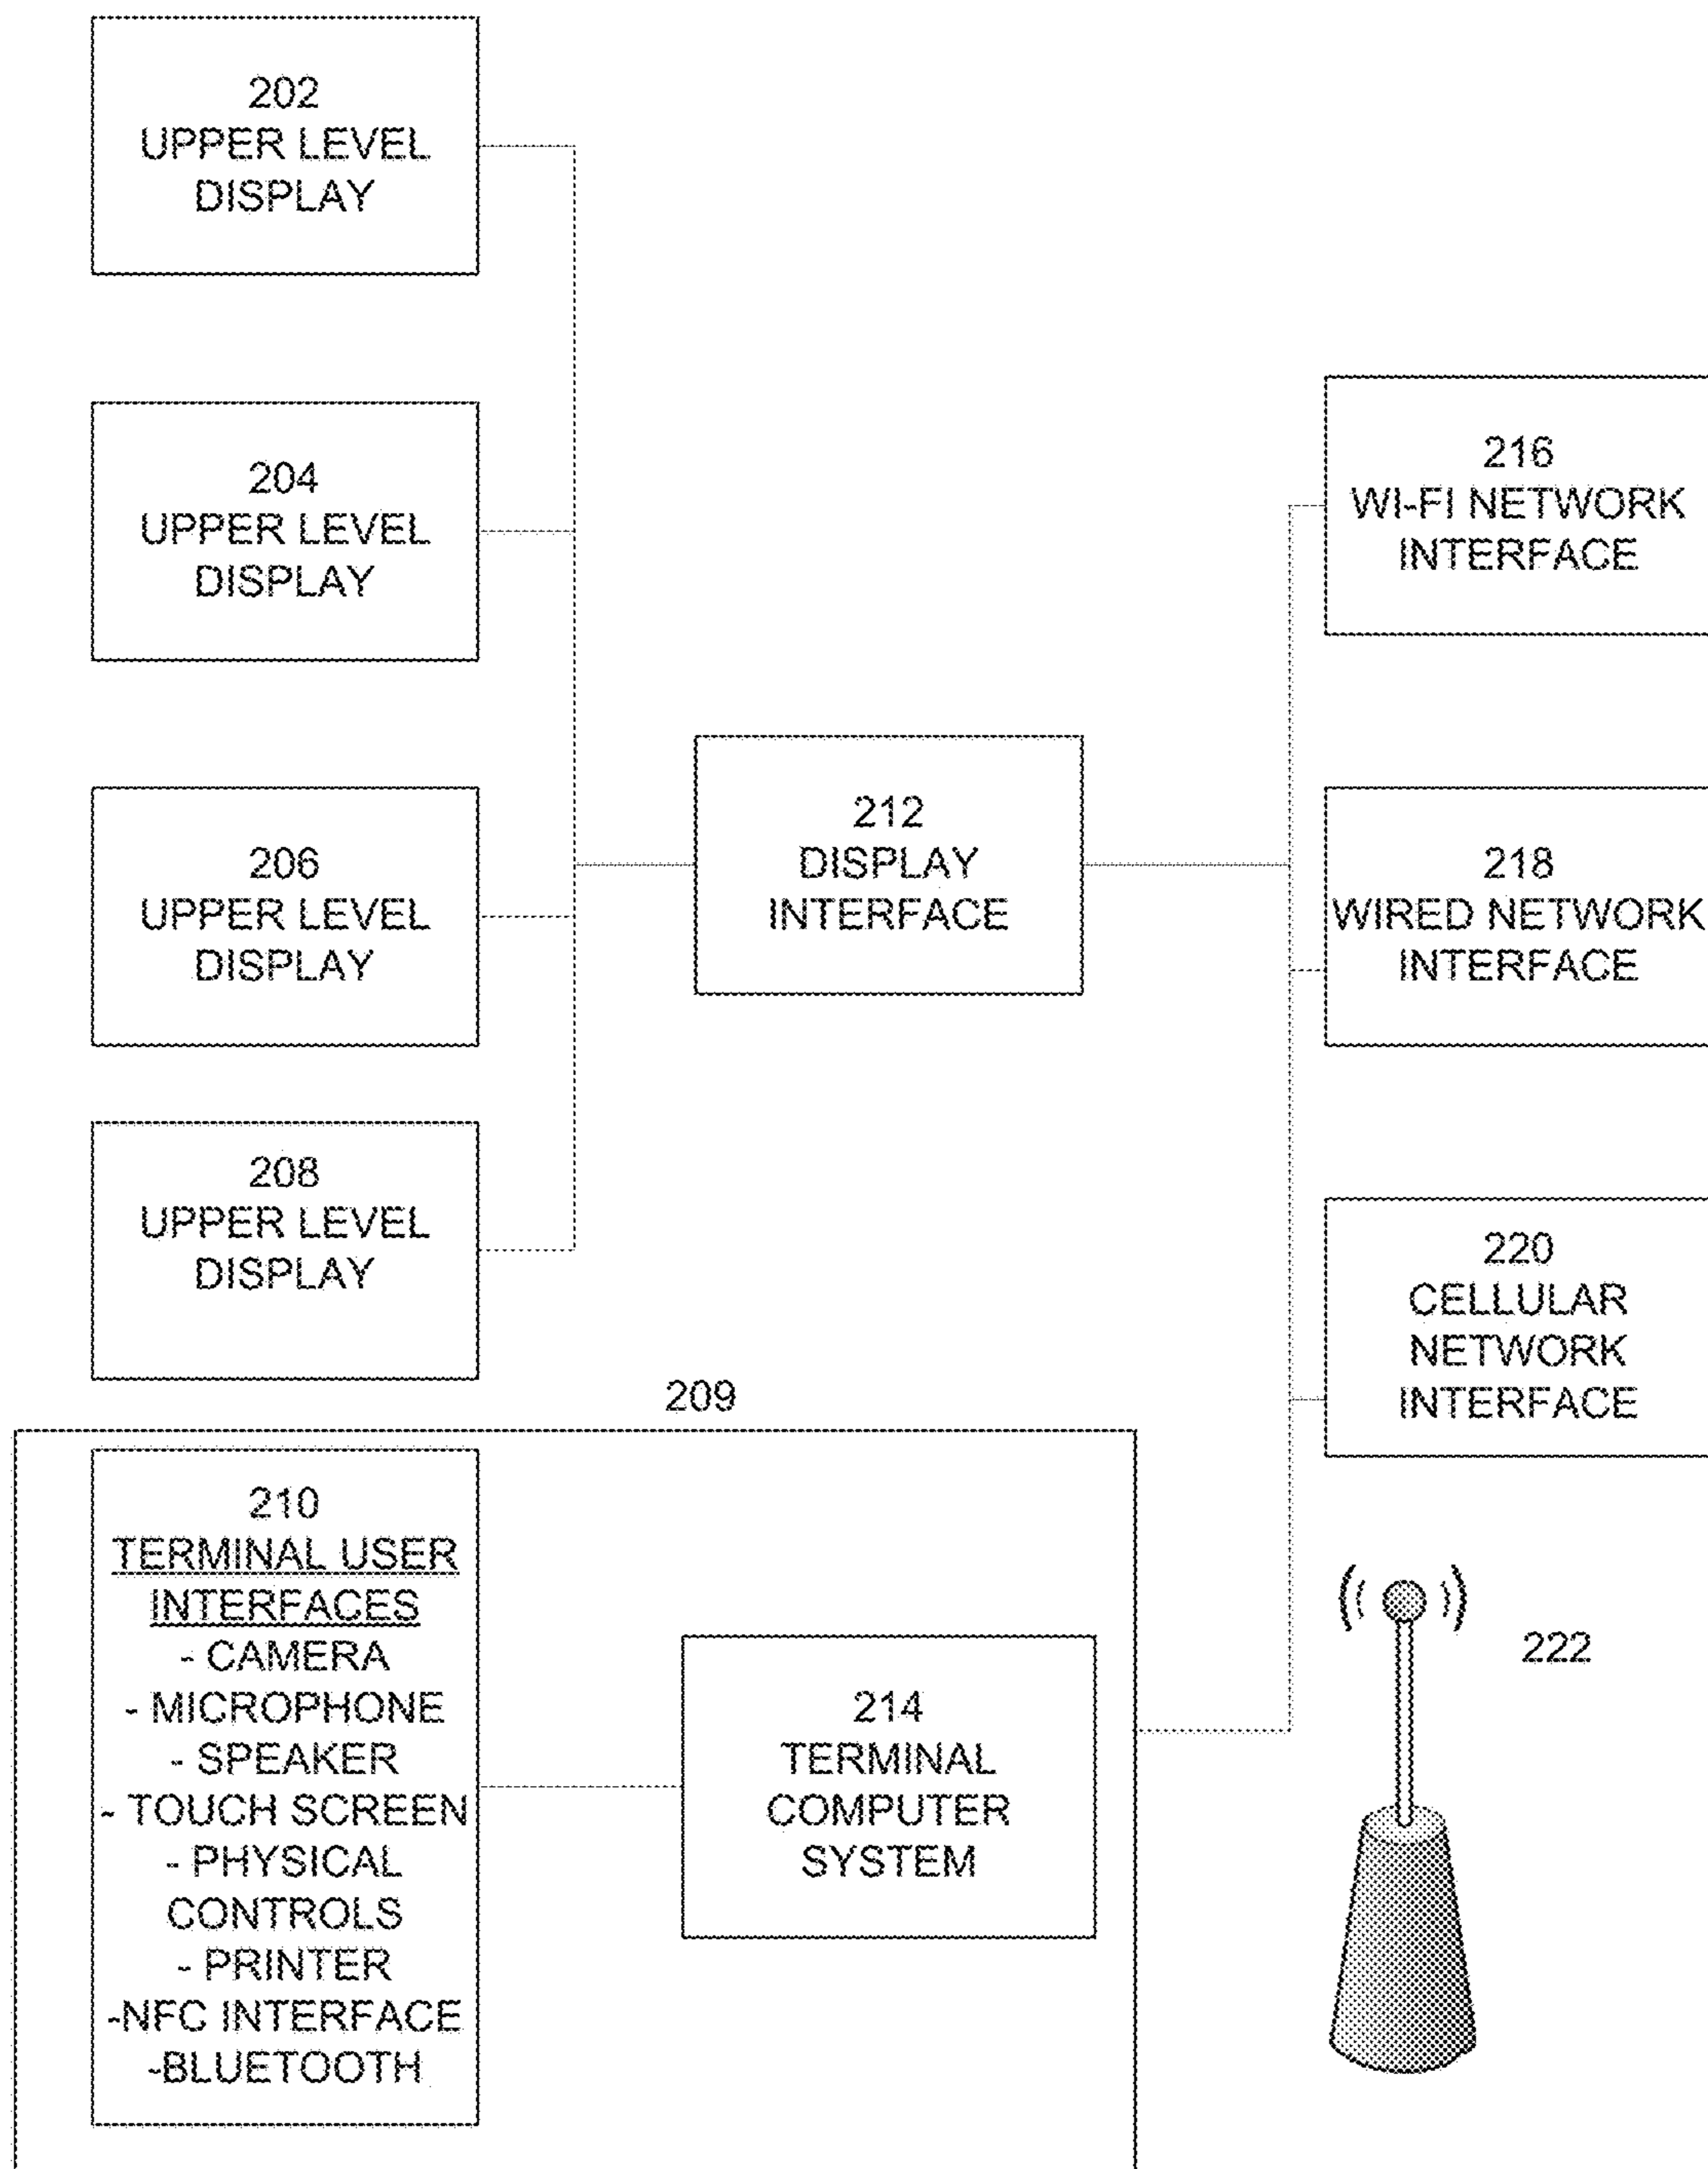 202
UPPER LEVEL
DISPLAY
204
UPPER LEVEL
DISPLAY
206
UPPER LEVEL
DISPLAY
208
UPPER LEVEL
DISPLAY
212
DISPLAY
INTERFACE
216
WI-FI NETWORK
INTERFACE
218
WIRED NETWORK
INTERFACE
220
CELLULAR
NETWORK
INTERFACE
209
210
TERMINAL USER
INTERFACES
- CAMERA
- MICROPHONE
- SPEAKER
- TOUCH SCREEN
- PHYSICAL
CONTROLS
- PRINTER
-NFC INTERFACE
-BLUETOOTH
214
TERMINAL
COMPUTER
SYSTEM
222